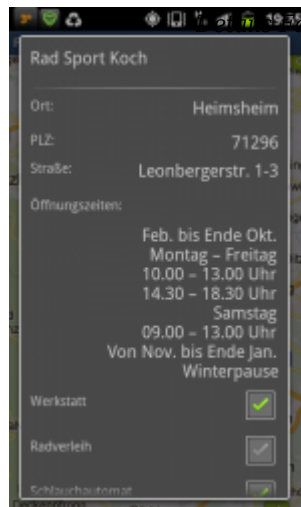 19:35
Rad Sport Koch
Ort: Heimsheim
PLZ: 71296
Straße: Leonbergerstr. 1-3
Öffnungszeiten:
Feb. bis Ende Okt.
Montag – Freitag
10.00 – 13.00 Uhr
14.30 – 18.30 Uhr
Samstag
09.00 – 13.00 Uhr
Von Nov. bis Ende Jan.
Winterpause
Werkstatt
Radverleih
Schlauchautomat